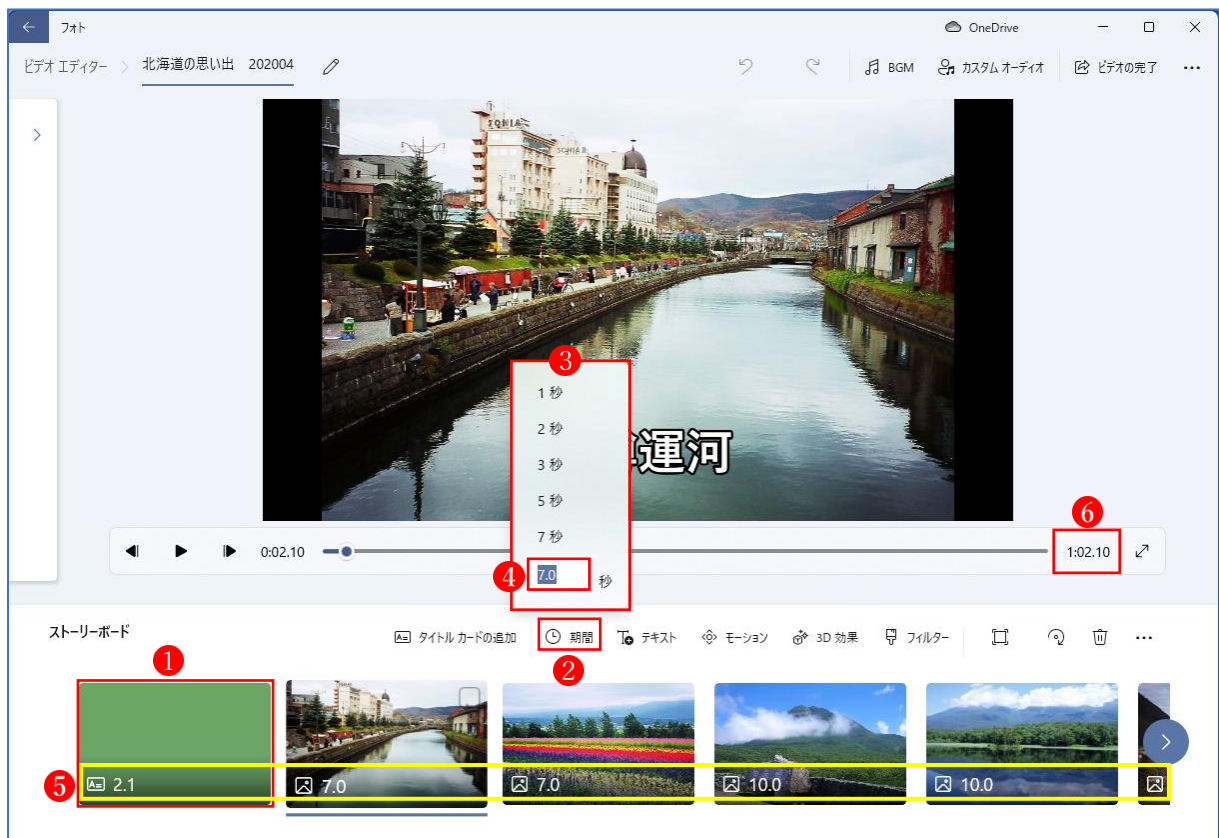 フォト
OneDrive
ビデオ エディター
北海道の思い出 202004
BGM
カスタム オーディオ
ビデオの完了
SONIA
SONIA
3
1 秒
2 秒
3 秒
5 秒
7 秒
4
7.0 秒
運河
6
0:02.10
1:02.10
ストーリーボード
タイトル カードの追加
期間
テキスト
モーション
3D 効果
フィルター
1
2
5
2.1
7.0
7.0
10.0
10.0